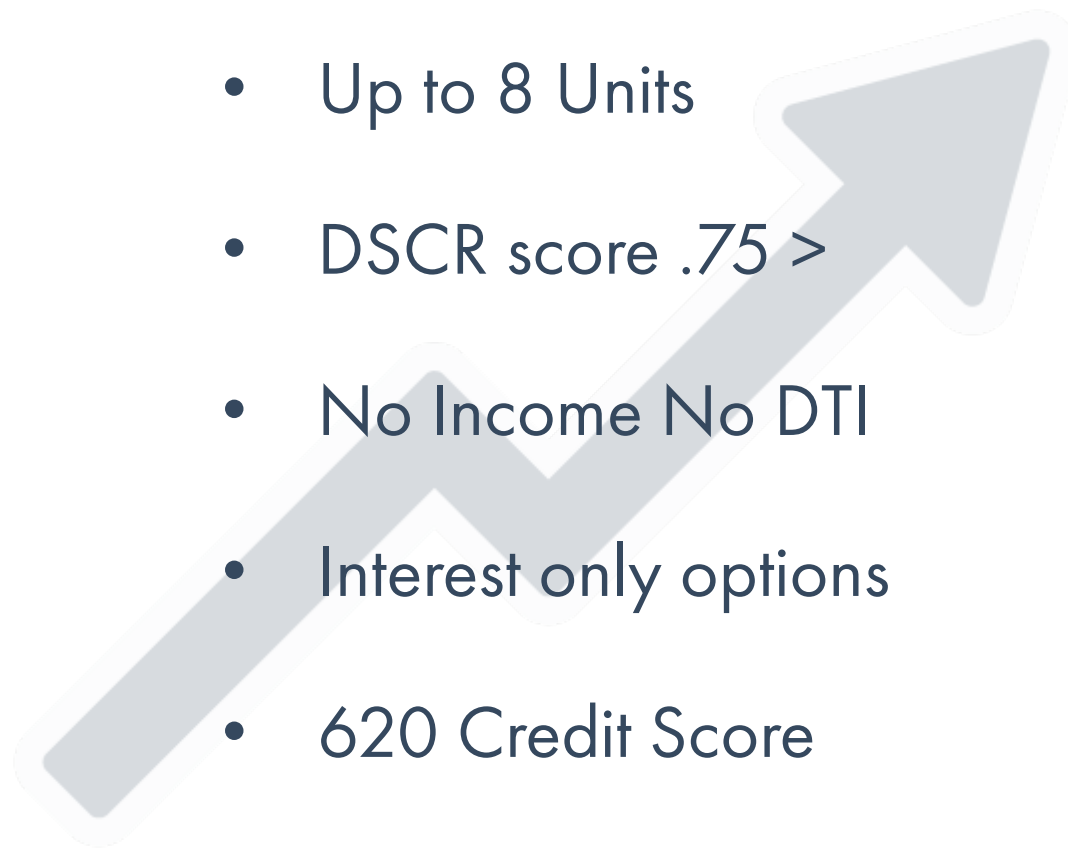 • Up to 8 Units
• DSCR score .75 >
• No Income No DTI
• Interest only options
• 620 Credit Score